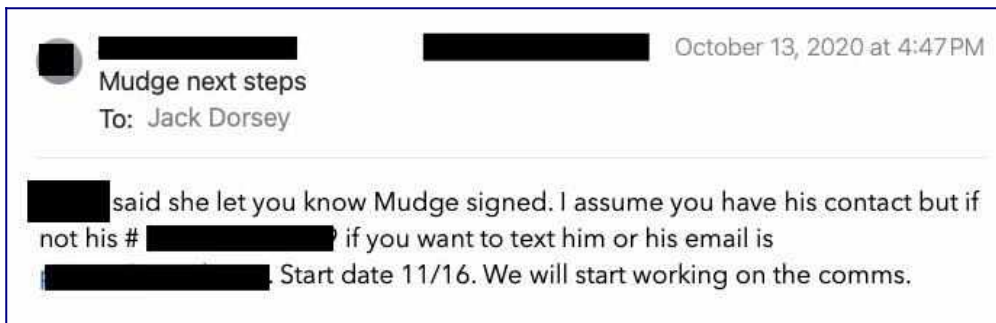 October 13, 2020 at 4:47 PM
Mudge next steps
To: Jack Dorsey
said she let you know Mudge signed. I assume you have his contact but if
not his # ? if you want to text him or his email is
. Start date 11/16. We will start working on the comms.